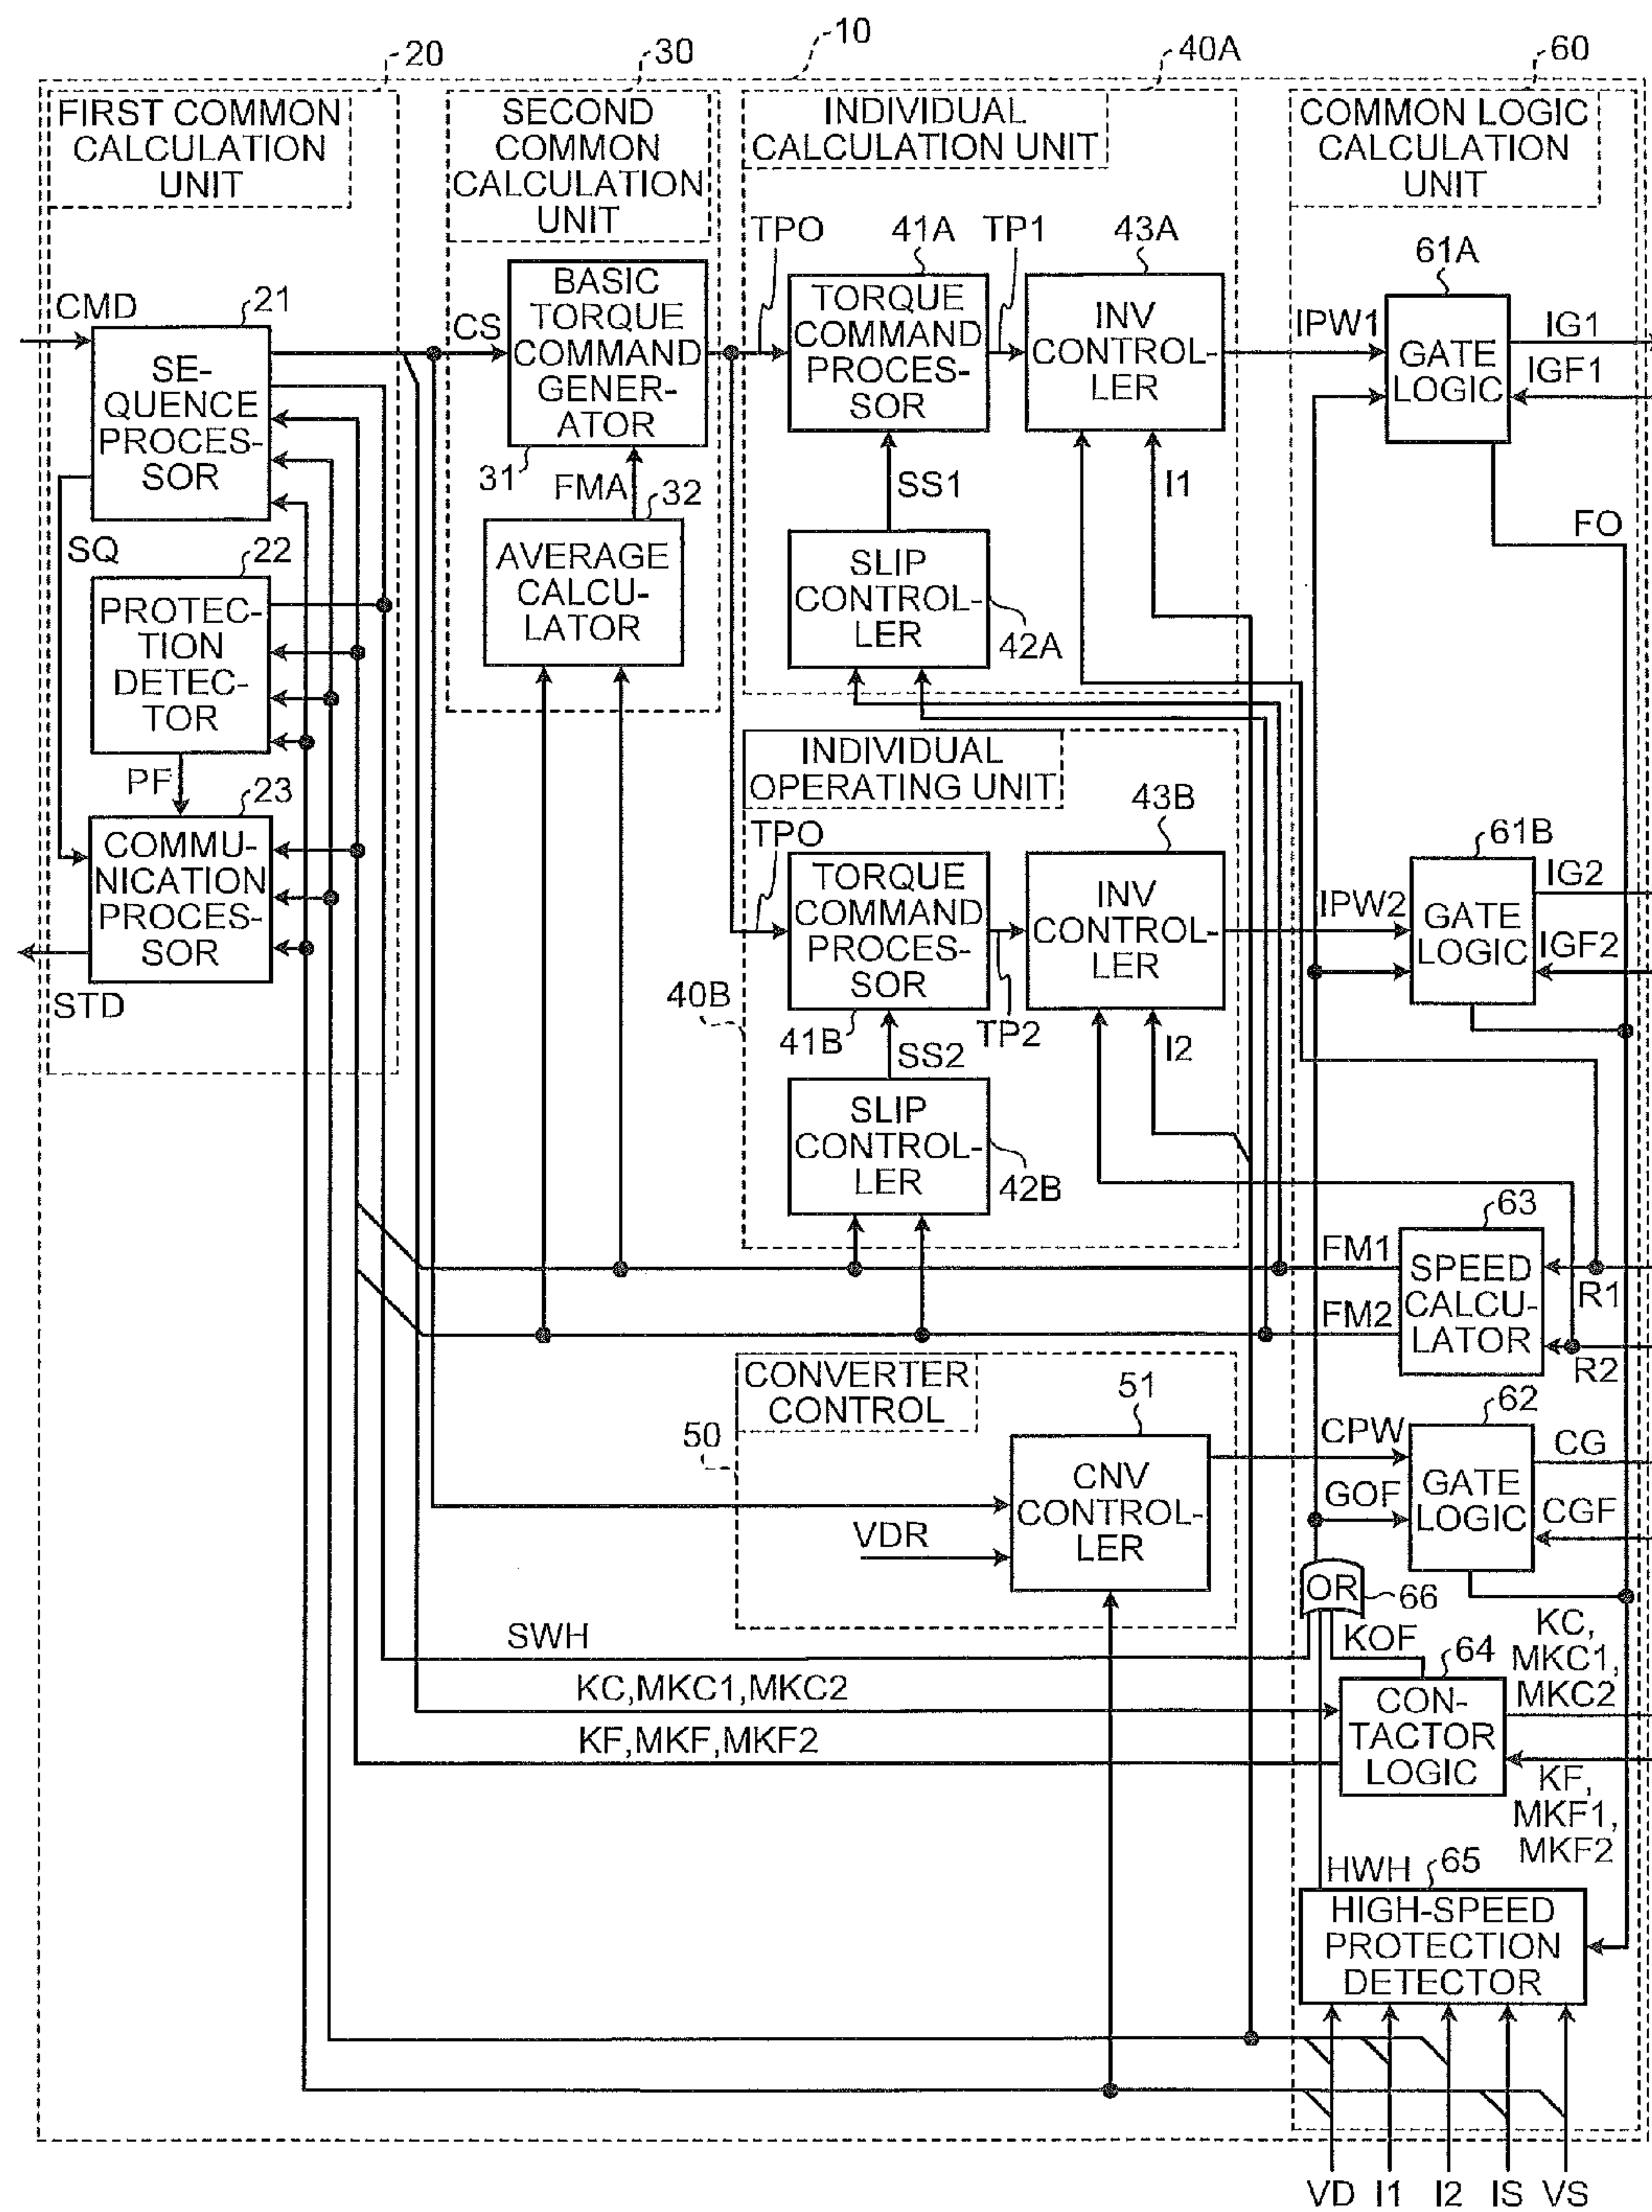 10
20
30
40A
60
FIRST COMMON
CALCULATION
UNIT
SECOND
COMMON
CALCULATION
UNIT
INDIVIDUAL
CALCULATION UNIT
COMMON LOGIC
CALCULATION
UNIT
CMD
21
SE-
QUENCE
PROCES-
SOR
SQ
22
PROTEC-
TION
DETEC-
TOR
PF
23
COMMU-
NICATION
PROCES-
SOR
STD
CS
BASIC
TORQUE
COMMAND
GENER-
ATOR
31
FMA
32
AVERAGE
CALCU-
LATOR
TPO
41A
TORQUE
COMMAND
PROCES-
SOR
TP1
43A
INV
CONTROL-
LER
SS1
I1
SLIP
CONTROL-
LER
42A
IPW1
61A
GATE
LOGIC
IG1
IGF1
FO
INDIVIDUAL
OPERATING UNIT
40B
TPO
TORQUE
COMMAND
PROCES-
SOR
41B
TP2
43B
INV
CONTROL-
LER
SS2
I2
SLIP
CONTROL-
LER
42B
IPW2
61B
GATE
LOGIC
IG2
IGF2
FM1
FM2
63
SPEED
CALCU-
LATOR
R1
R2
CONVERTER
CONTROL
50
51
CNV
CONTROL-
LER
VDR
CPW
GOF
62
GATE
LOGIC
CG
CGF
OR
66
SWH
KOF
64
KC,
MKC1,
MKC2
KC,MKC1,MKC2
KF,MKF,MKF2
CON-
TACTOR
LOGIC
KF,
MKF1,
MKF2
HWH
65
HIGH-SPEED
PROTECTION
DETECTOR
VD I1 I2 IS VS